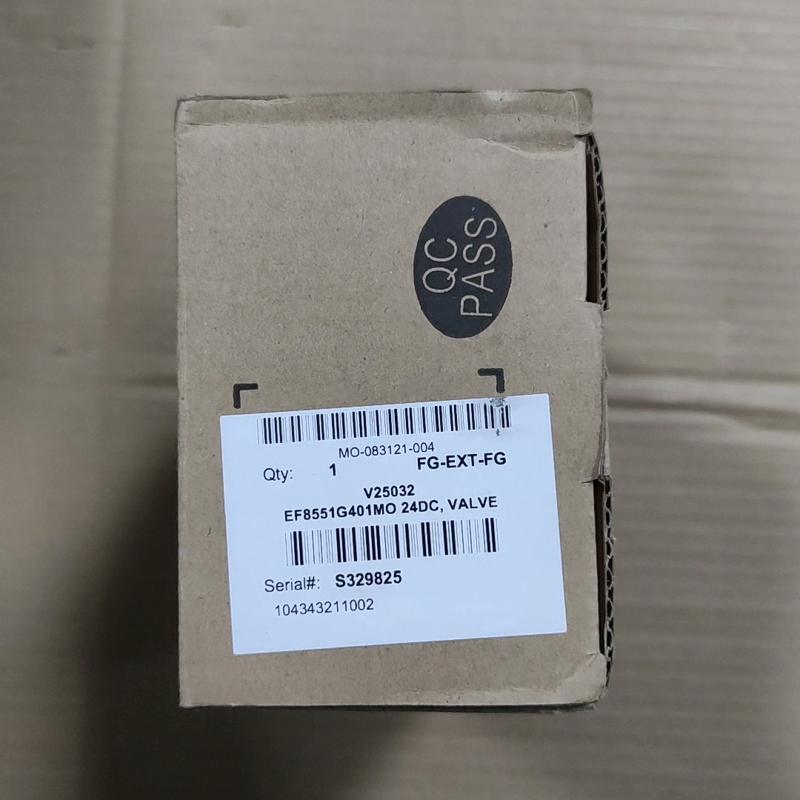 QC
PASS
MO-083121-004
Qty: 1 FG-EXT-FG
V25032
EF8551G401MO 24DC, VALVE
Serial#: S329825
104343211002